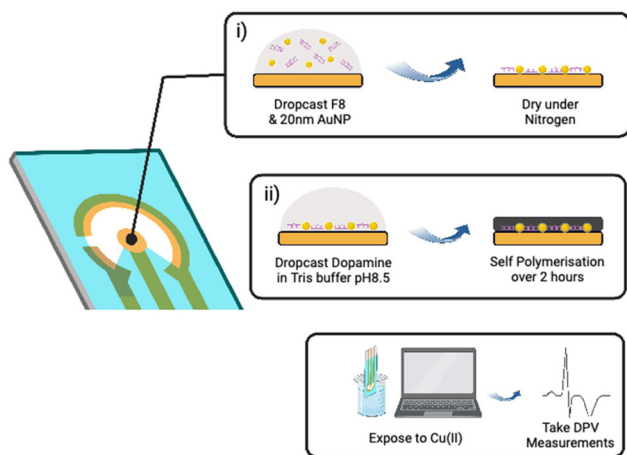 i)
Dropcast F8
& 20nm AuNP
Dry under
Nitrogen
ii)
Dropcast Dopamine
in Tris buffer pH8.5
Self Polymerisation
over 2 hours
Expose to Cu(II)
Take DPV
Measurements